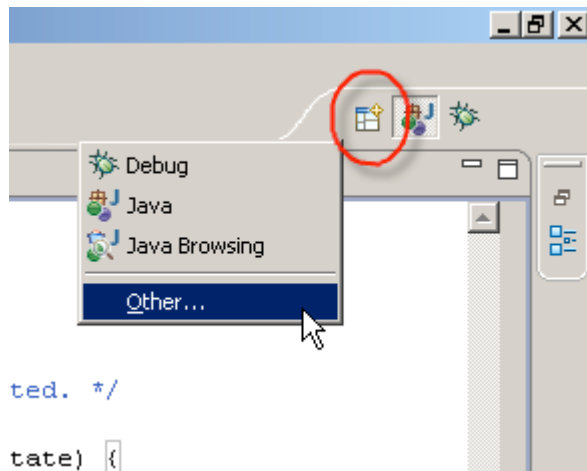 Debug
Java
Java Browsing
Other...
ted. */
tate) {